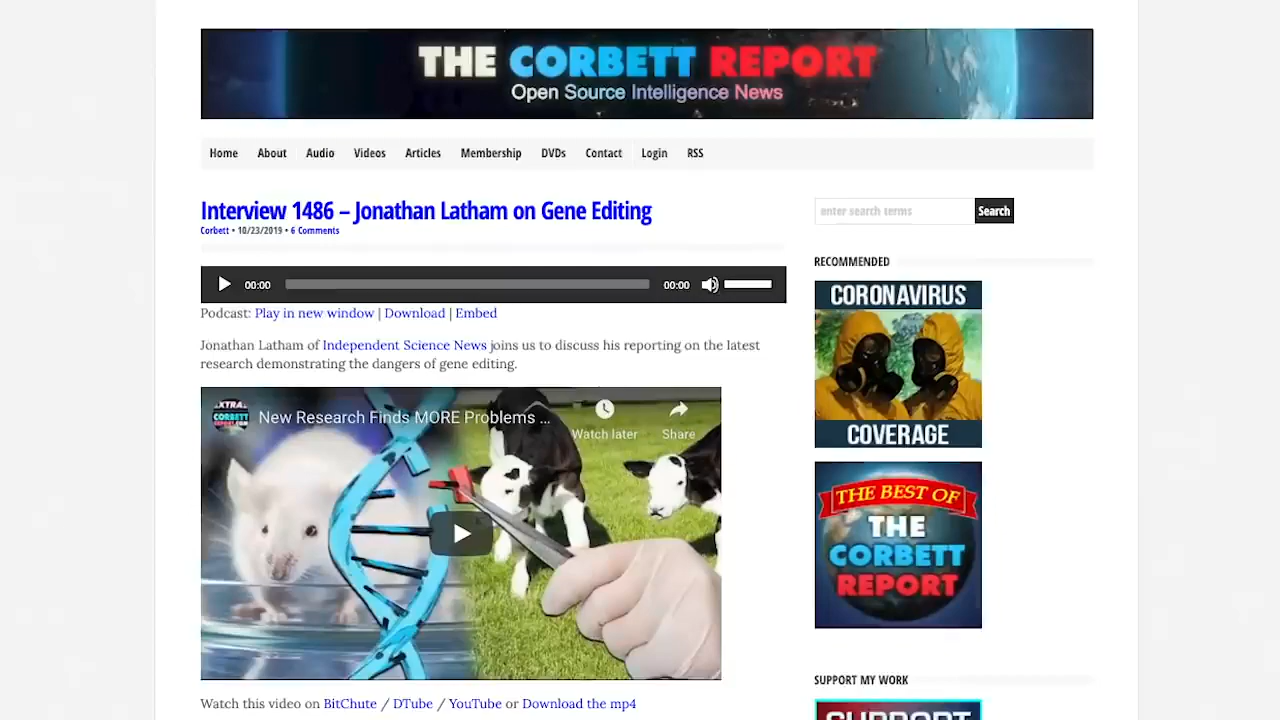 THE CORBETT REPORT
Open Source Intelligence News
Home About Audio Videos Articles Membership DVDs Contact Login RSS
Interview 1486 – Jonathan Latham on Gene Editing
Corbett • 10/23/2019 • 6 Comments
00:00 00:00
Podcast: Play in new window | Download | Embed
Jonathan Latham of Independent Science News joins us to discuss his reporting on the latest
research demonstrating the dangers of gene editing.
EXTRAS
CORBETT
REPORT.COM
New Research Finds MORE Problems ...
Watch later Share
Watch this video on BitChute / DTube / YouTube or Download the mp4
enter search terms Search
RECOMMENDED
CORONAVIRUS
COVERAGE
THE BEST OF
THE
CORBETT
REPORT
SUPPORT MY WORK
SUPPORT